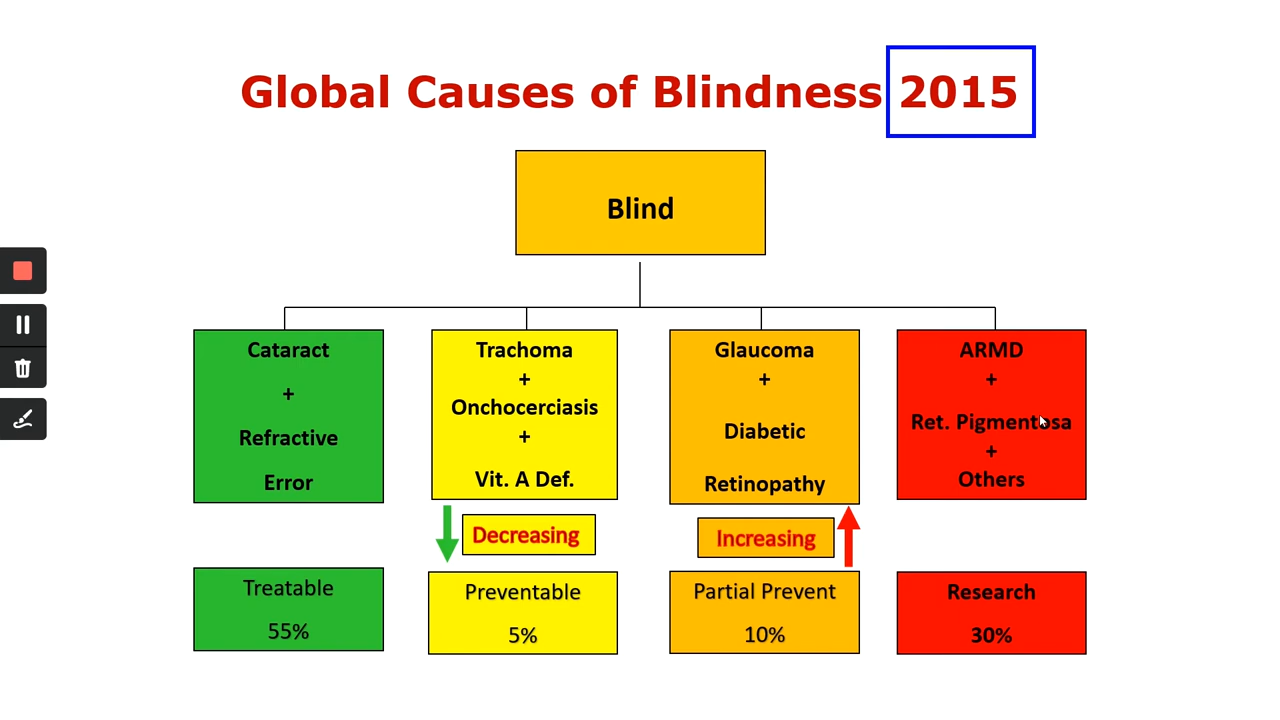 Global Causes of Blindness 2015
Blind
Cataract
+
Refractive
Error
Trachoma
+
Onchocerciasis
+
Vit. A Def.
Glaucoma
+
Diabetic
Retinopathy
ARMD
+
Ret. Pigmentosa
+
Others
Decreasing
Increasing
Treatable
55%
Preventable
5%
Partial Prevent
10%
Research
30%